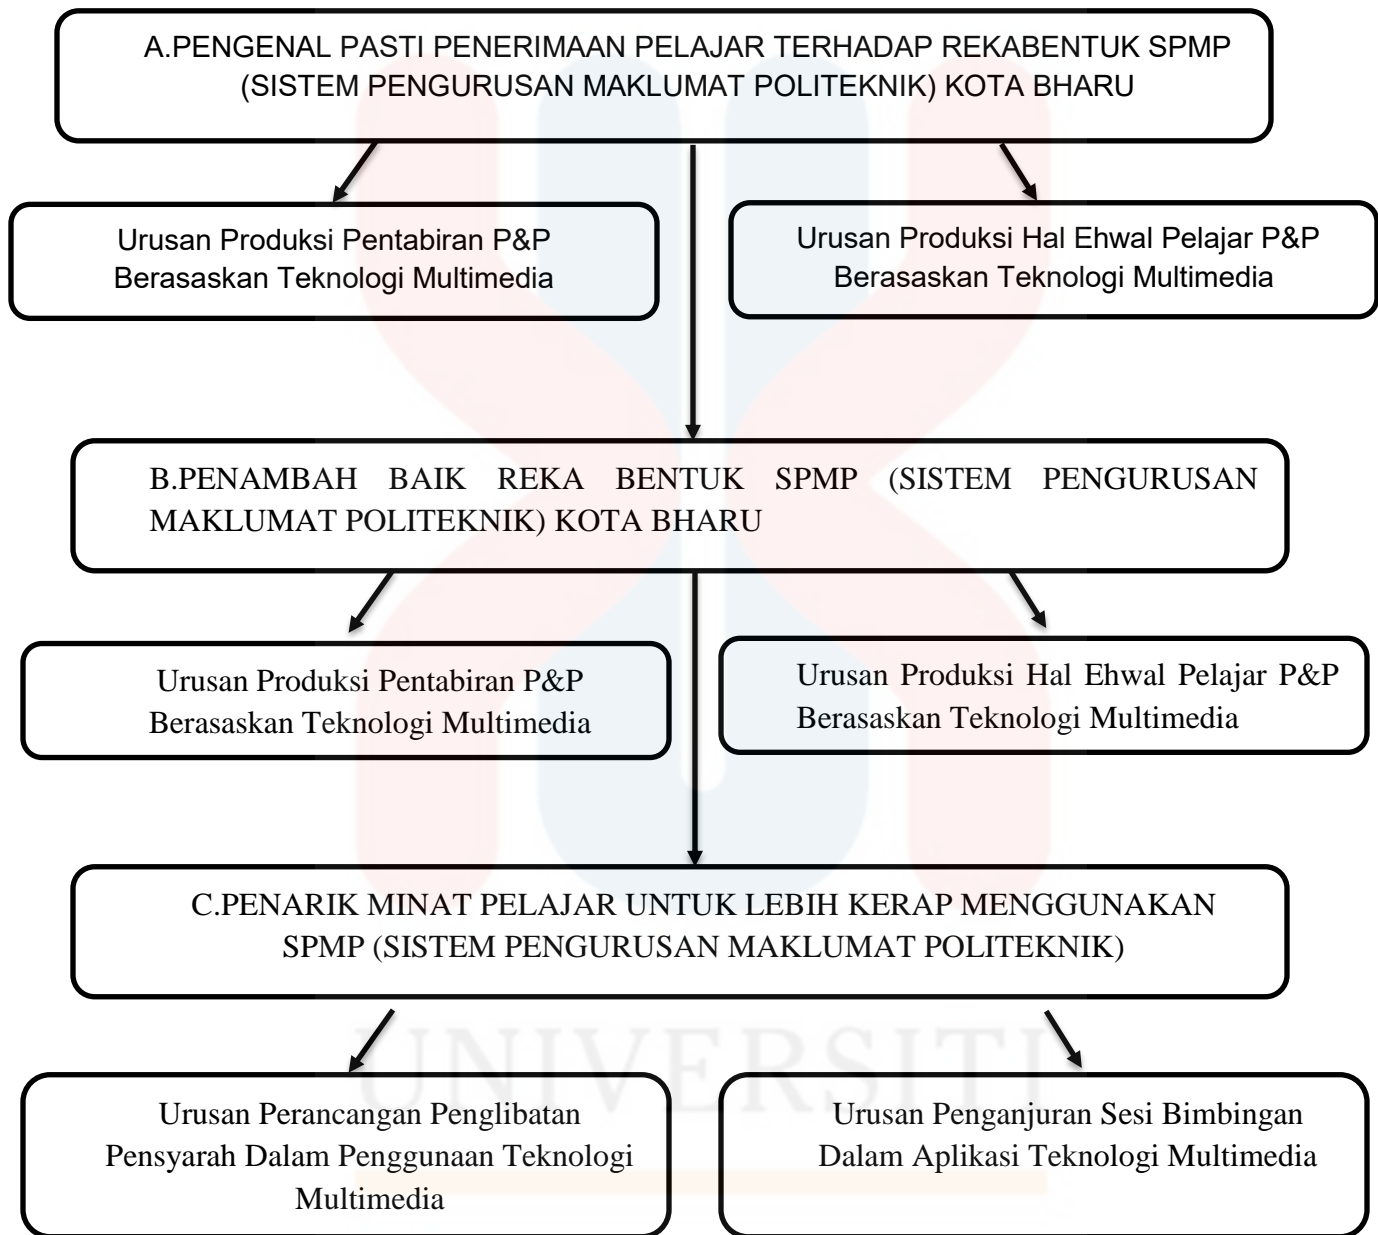 A.PENGENAL PASTI PENERIMAAN PELAJAR TERHADAP REKABENTUK SPMP
(SISTEM PENGURUSAN MAKLUMAT POLITEKNIK) KOTA BHARU
Urusan Produksi Pentabiran P&P
Berasaskan Teknologi Multimedia
Urusan Produksi Hal Ehwal Pelajar P&P
Berasaskan Teknologi Multimedia
B.PENAMBAH BAIK REKA BENTUK SPMP (SISTEM PENGURUSAN
MAKLUMAT POLITEKNIK) KOTA BHARU
Urusan Produksi Pentabiran P&P
Berasaskan Teknologi Multimedia
Urusan Produksi Hal Ehwal Pelajar P&P
Berasaskan Teknologi Multimedia
C.PENARIK MINAT PELAJAR UNTUK LEBIH KERAP MENGGUNAKAN
SPMP (SISTEM PENGURUSAN MAKLUMAT POLITEKNIK)
UNIVERSITI
Urusan Perancangan Penglibatan
Pensyarah Dalam Penggunaan Teknologi
Multimedia
Urusan Penganjuran Sesi Bimbingan
Dalam Aplikasi Teknologi Multimedia